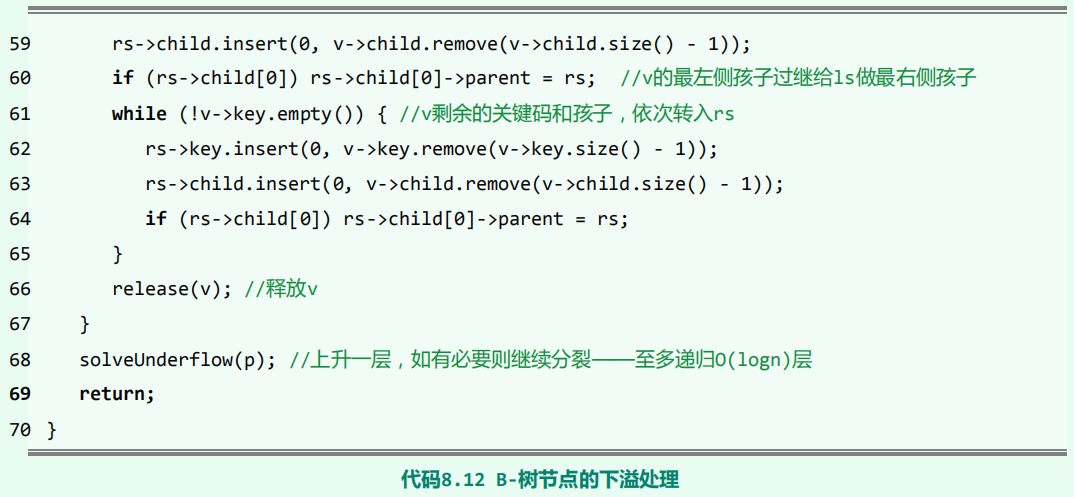 59 rs->child.insert(0, v->child.remove(v->child.size() - 1));
60 if (rs->child[0]) rs->child[0]->parent = rs; //v的最左侧孩子过继给ls做最右侧孩子
61 while (!v->key.empty()) { //v剩余的关键码和孩子，依次转入rs
62 rs->key.insert(0, v->key.remove(v->key.size() - 1));
63 rs->child.insert(0, v->child.remove(v->child.size() - 1));
64 if (rs->child[0]) rs->child[0]->parent = rs;
65 }
66 release(v); //释放v
67 }
68 solveUnderflow(p); //上升一层，如有必要则继续分裂——至多递归O(logn)层
69 return;
70 }
代码8.12 B-树节点的下溢处理